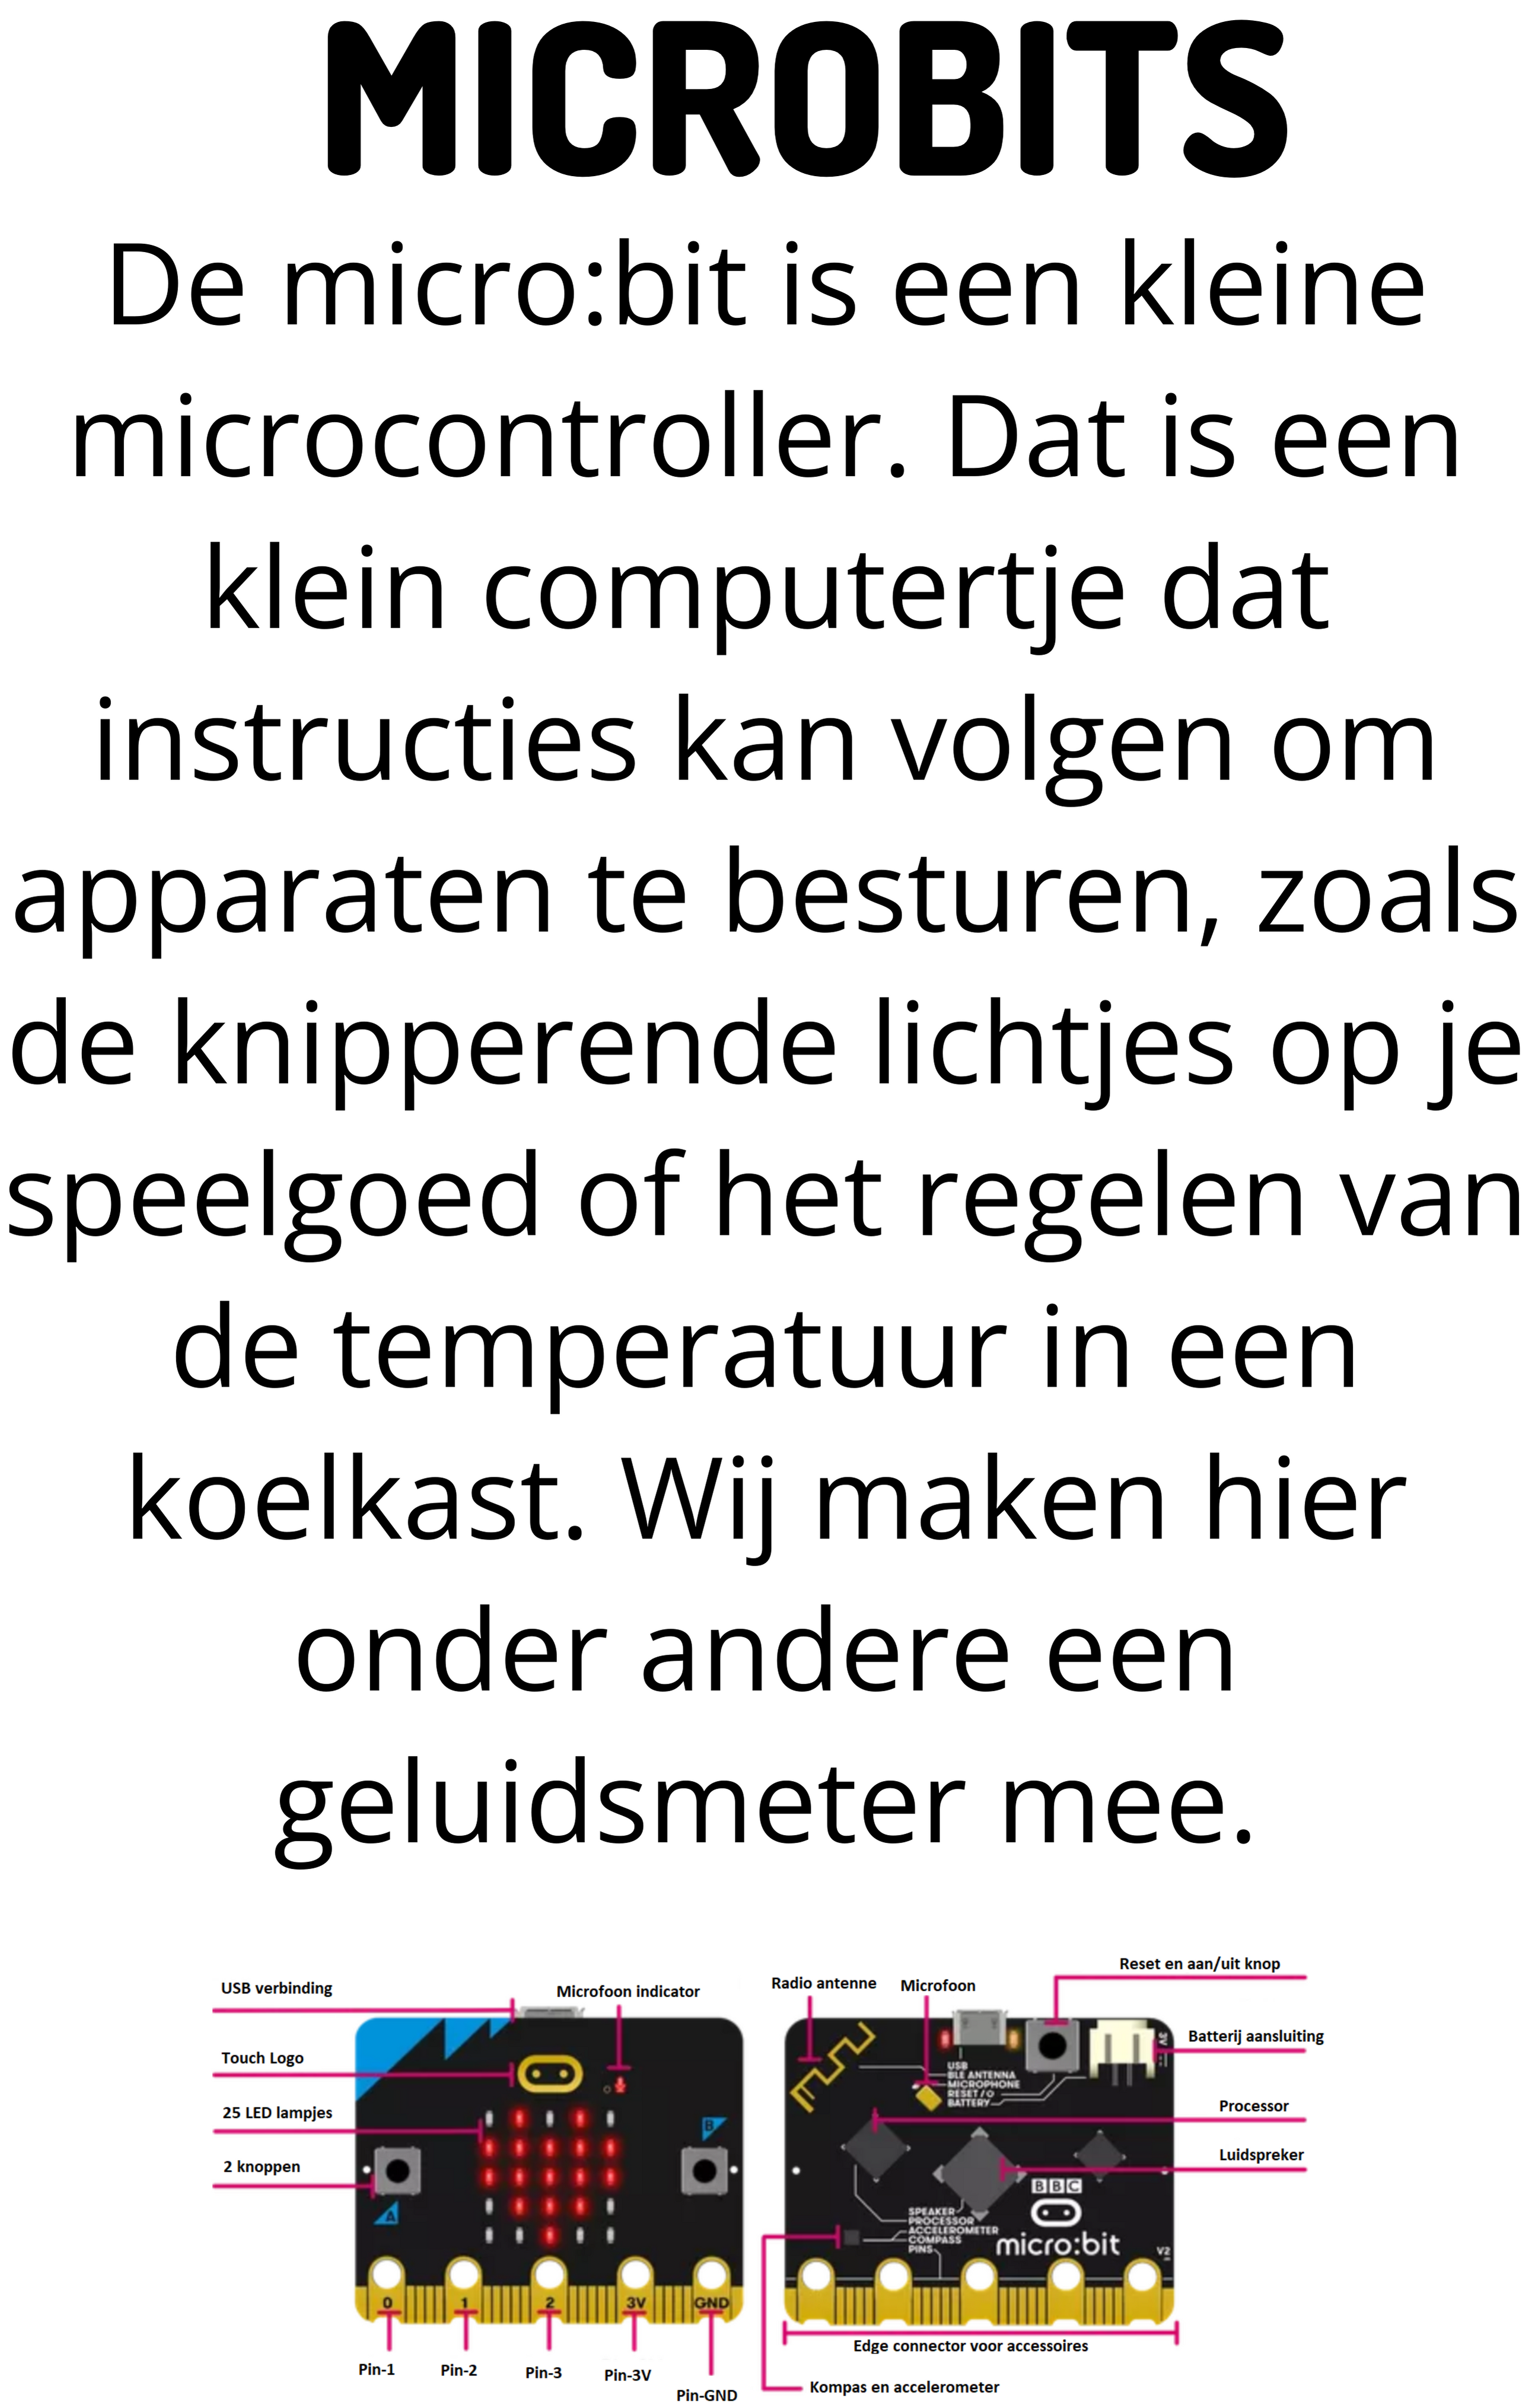 MICROBITS
De micro:bit is een kleine
microcontroller. Dat is een
klein computertje dat
instructies kan volgen om
apparaten te besturen, zoals
de knipperende lichtjes op je
speelgoed of het regelen van
de temperatuur in een
koelkast. Wij maken hier
onder andere een
geluidsmeter mee.
USB verbinding
Microfoon indicator
Touch Logo
25 LED lampjes
2 knoppen
B
A
0 1 2 3V GND
Pin-1
Pin-2
Pin-3
Pin-3V
Pin-GND
Radio antenne
Microfoon
Reset en aan/uit knop
Batterij aansluiting
Processor
Luidspreker
3V
USB
BLE ANTENNA
MICROPHONE
RESET/
BATTERY
BBC
SPEAKER
PROCESSOR
ACCELEROMETER
COMPASS
PINS
micro:bit
V2
Edge connector voor accessoires
Kompas en accelerometer